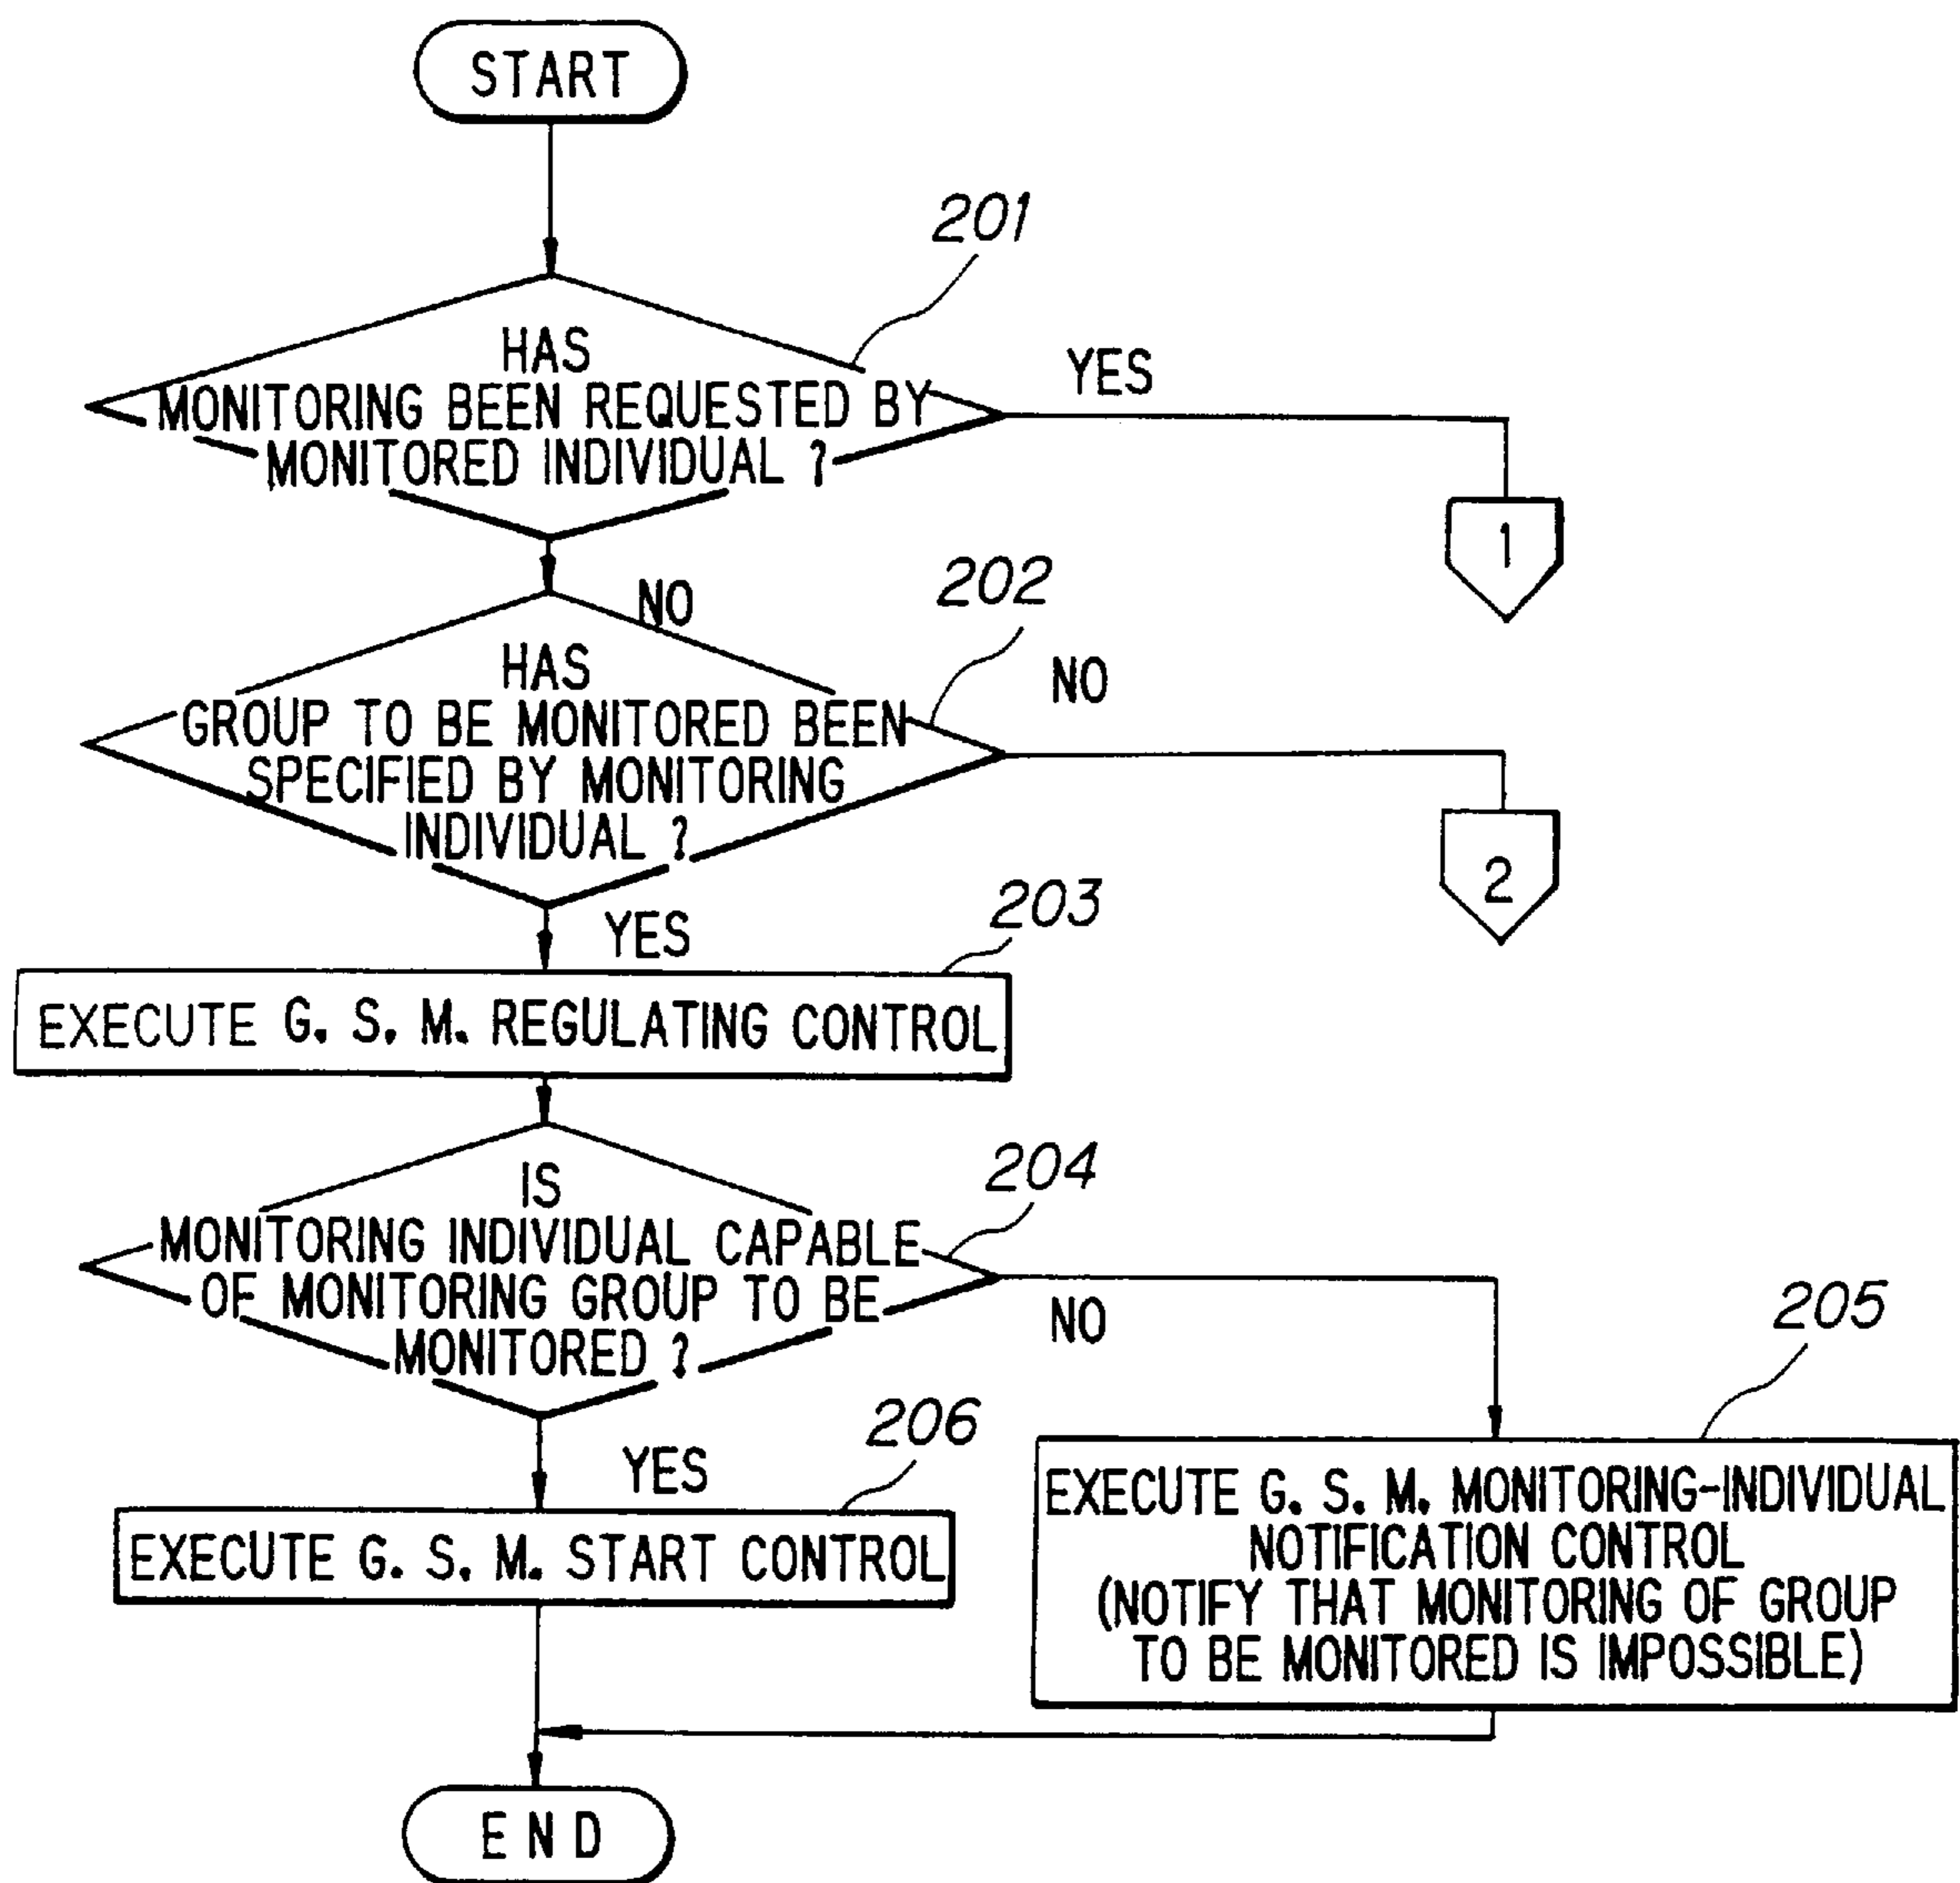 START
201
HAS
MONITORING BEEN REQUESTED BY
MONITORED INDIVIDUAL ?
YES
1
NO
202
HAS
GROUP TO BE MONITORED BEEN
SPECIFIED BY MONITORING
INDIVIDUAL ?
NO
2
YES
203
EXECUTE G. S. M. REGULATING CONTROL
204
IS
MONITORING INDIVIDUAL CAPABLE
OF MONITORING GROUP TO BE
MONITORED ?
NO
205
EXECUTE G. S. M. MONITORING-INDIVIDUAL
NOTIFICATION CONTROL
(NOTIFY THAT MONITORING OF GROUP
TO BE MONITORED IS IMPOSSIBLE)
YES
206
EXECUTE G. S. M. START CONTROL
END